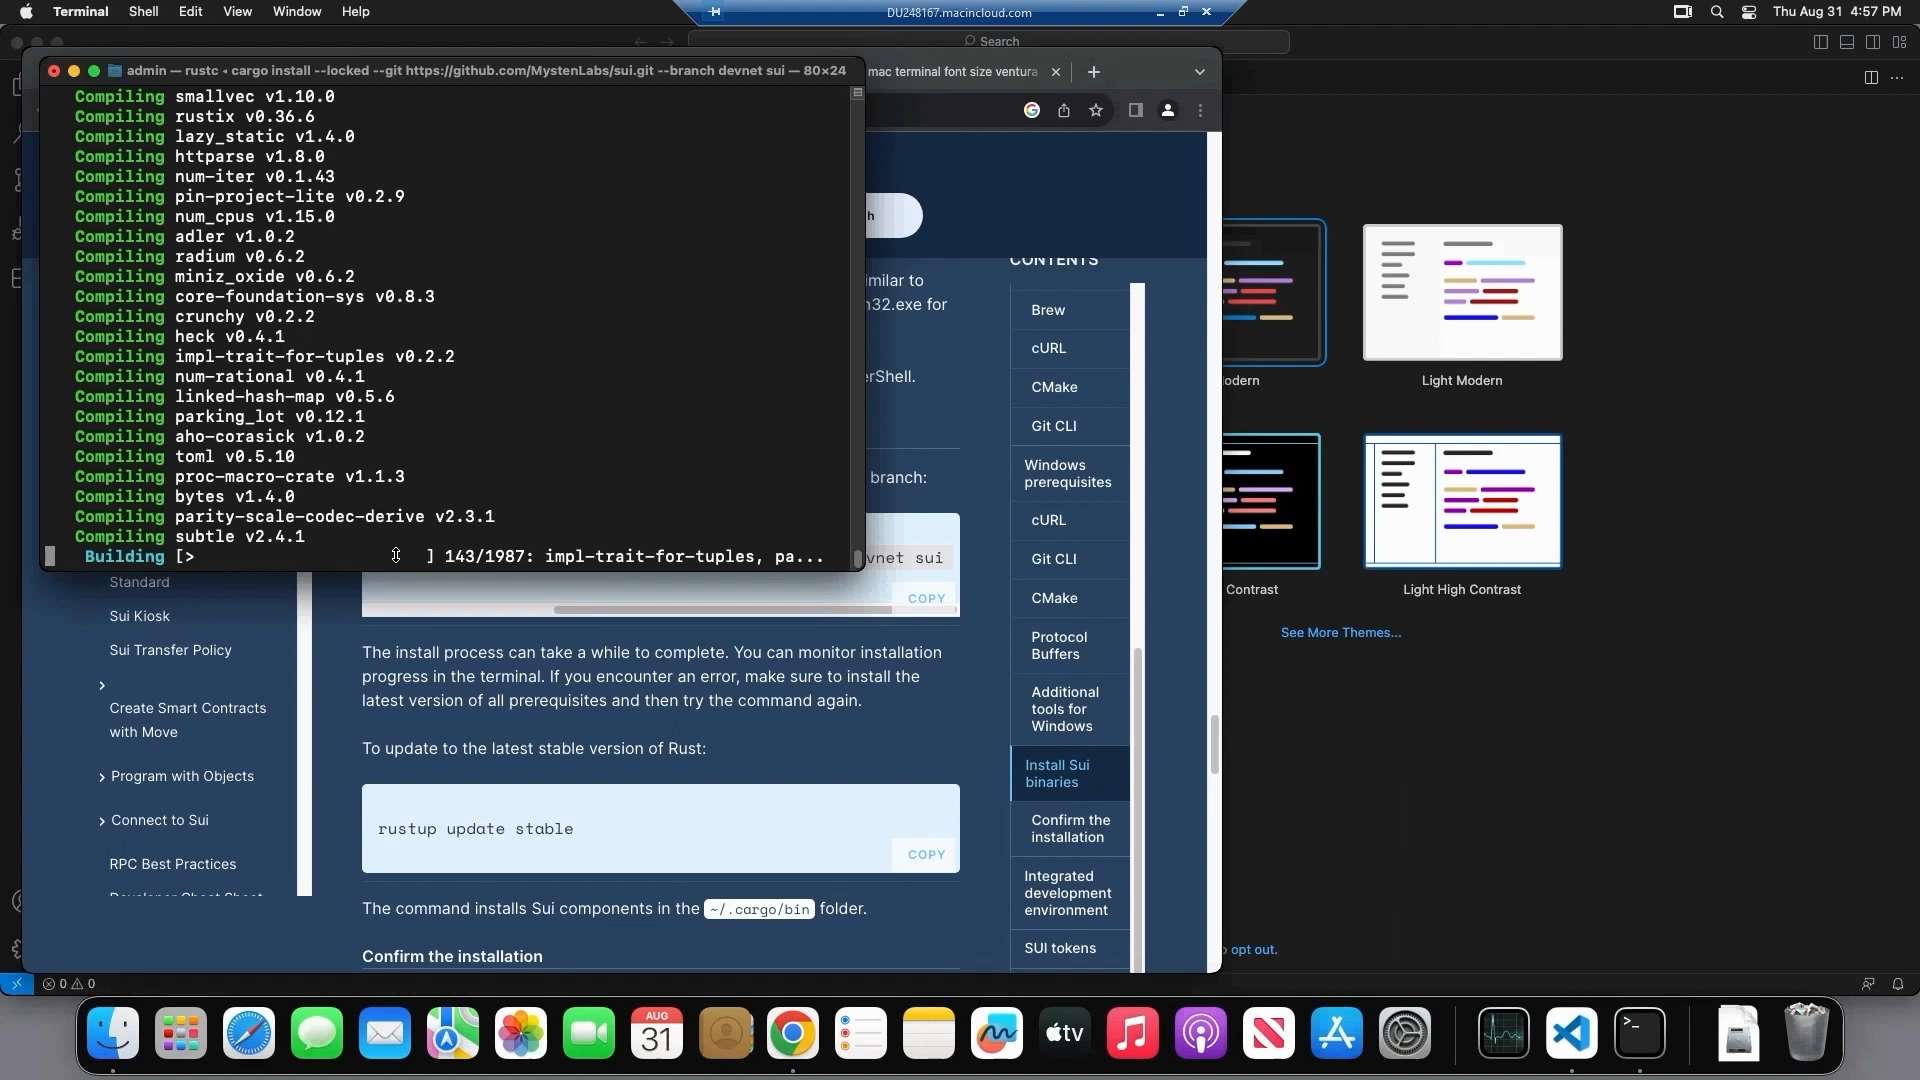 Terminal Shell Edit View Window Help
DU248167.macincloud.com
Thu Aug 31 4:57 PM
Search
admin — rustc ◂ cargo install --locked --git https://github.com/MystenLabs/sui.git --branch devnet sui — 80×24
mac terminal font size ventura
Compiling smallvec v1.10.0
Compiling rustix v0.36.6
Compiling lazy_static v1.4.0
Compiling httparse v1.8.0
Compiling num-iter v0.1.43
Compiling pin-project-lite v0.2.9
Compiling num_cpus v1.15.0
Compiling adler v1.0.2
Compiling radium v0.6.2
Compiling miniz_oxide v0.6.2
Compiling core-foundation-sys v0.8.3
Compiling crunchy v0.2.2
Compiling heck v0.4.1
Compiling impl-trait-for-tuples v0.2.2
Compiling num-rational v0.4.1
Compiling linked-hash-map v0.5.6
Compiling parking_lot v0.12.1
Compiling aho-corasick v1.0.2
Compiling toml v0.5.10
Compiling proc-macro-crate v1.1.3
Compiling bytes v1.4.0
Compiling parity-scale-codec-derive v2.3.1
Compiling subtle v2.4.1
Building [> ] 143/1987: impl-trait-for-tuples, pa...
h
imilar to
n32.exe for
erShell.
branch:
vnet sui
COPY
Standard
Sui Kiosk
Sui Transfer Policy
Create Smart Contracts
with Move
Program with Objects
Connect to Sui
RPC Best Practices
Developer Cheat Sheet
The install process can take a while to complete. You can monitor installation
progress in the terminal. If you encounter an error, make sure to install the
latest version of all prerequisites and then try the command again.
To update to the latest stable version of Rust:
rustup update stable
COPY
The command installs Sui components in the ~/.cargo/bin folder.
Confirm the installation
CONTENTS
Brew
cURL
CMake
Git CLI
Windows
prerequisites
cURL
Git CLI
CMake
Protocol
Buffers
Additional
tools for
Windows
Install Sui
binaries
Confirm the
installation
Integrated
development
environment
SUI tokens
odern
Light Modern
Contrast
Light High Contrast
See More Themes...
opt out.
0 0
AUG
31
tv